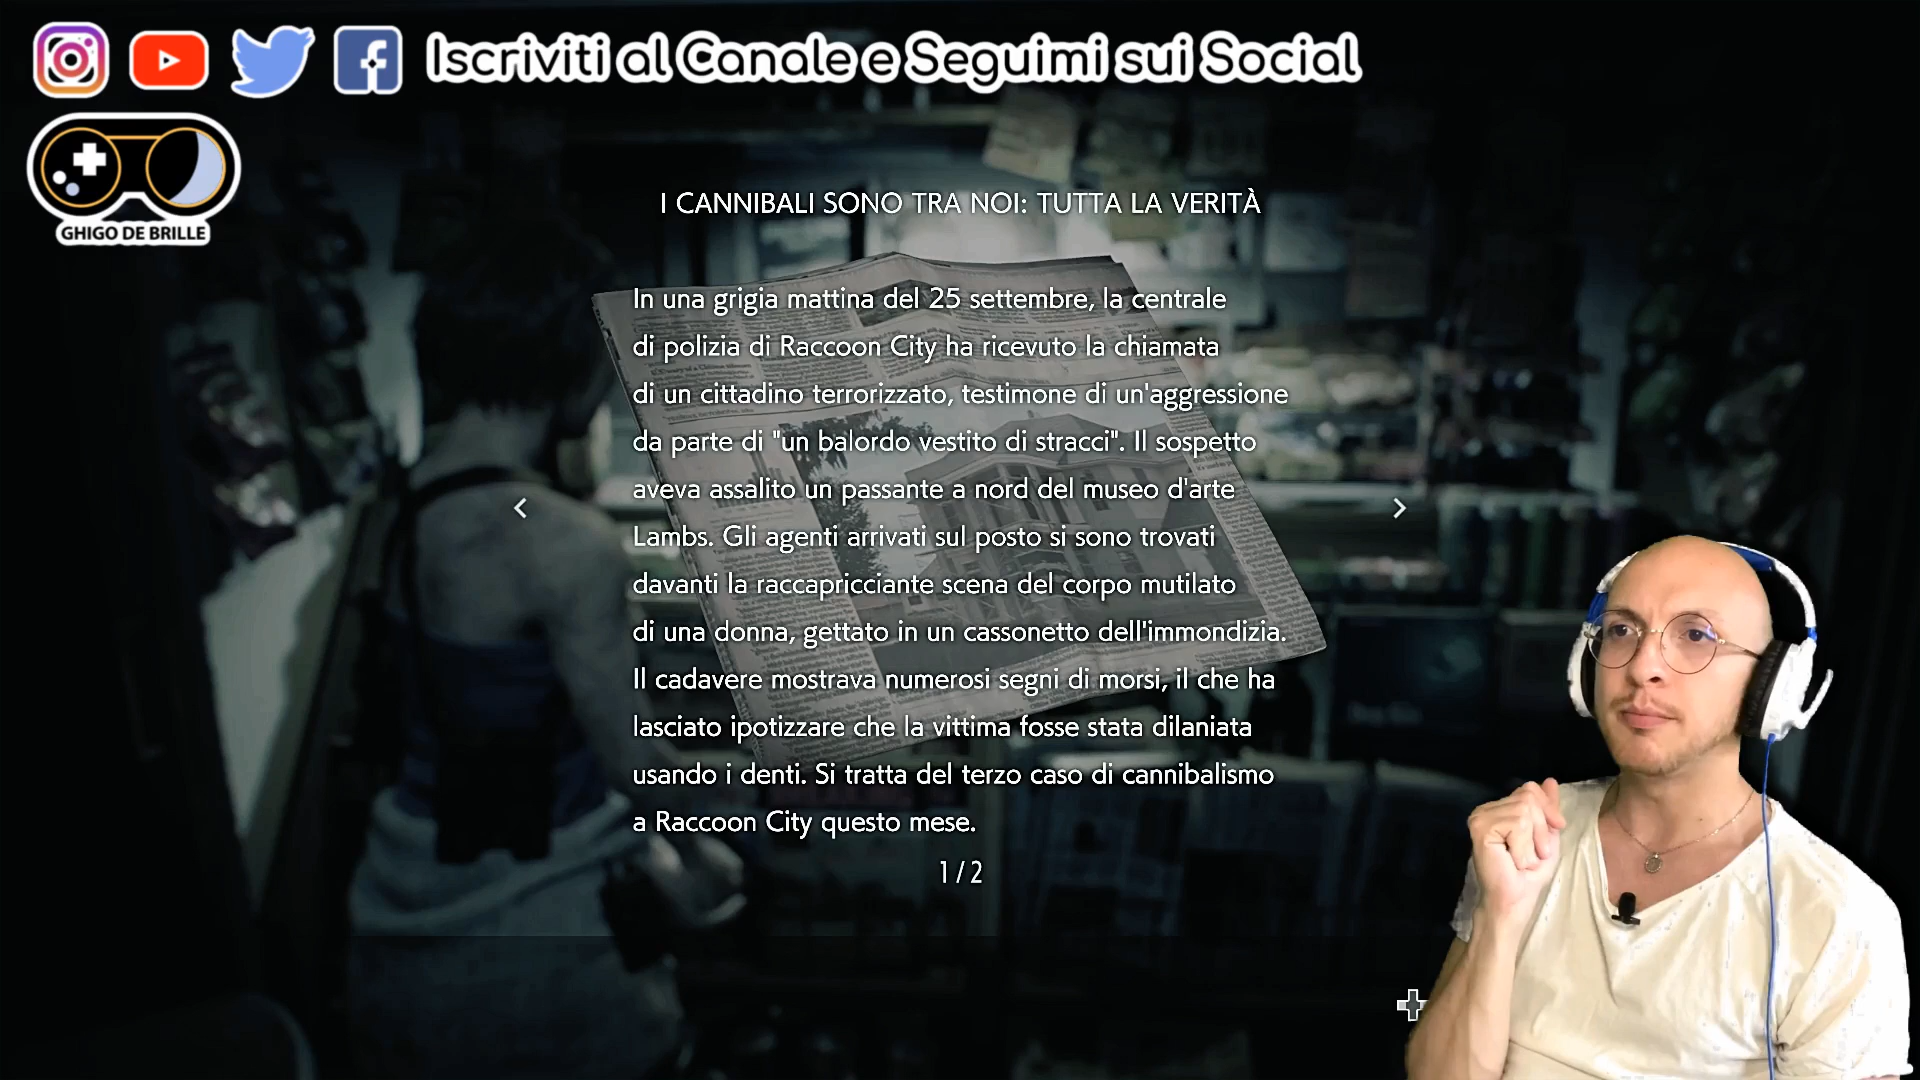 Iscriviti al Canale e Seguimi sui Social
GHIGO DE BRILLE
I CANNIBALI SONO TRA NOI: TUTTA LA VERITÀ
In una grigia mattina del 25 settembre, la centrale
di polizia di Raccoon City ha ricevuto la chiamata
di un cittadino terrorizzato, testimone di un'aggressione
da parte di "un balordo vestito di stracci". Il sospetto
aveva assalito un passante a nord del museo d'arte
Lambs. Gli agenti arrivati sul posto si sono trovati
davanti la raccapricciante scena del corpo mutilato
di una donna, gettato in un cassonetto dell'immondizia.
Il cadavere mostrava numerosi segni di morsi, il che ha
lasciato ipotizzare che la vittima fosse stata dilaniata
usando i denti. Si tratta del terzo caso di cannibalismo
a Raccoon City questo mese.
1 / 2